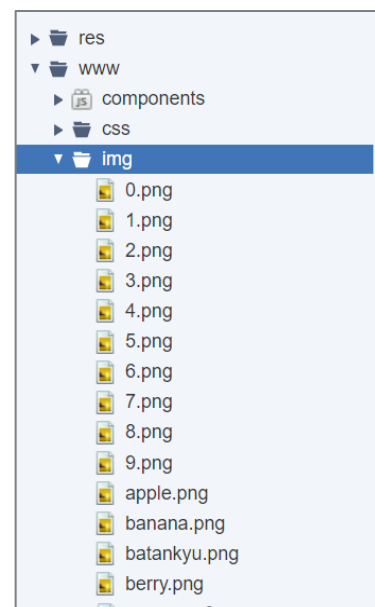 res
www
JS components
css
img
0.png
1.png
2.png
3.png
4.png
5.png
6.png
7.png
8.png
9.png
apple.png
banana.png
batankyu.png
berry.png